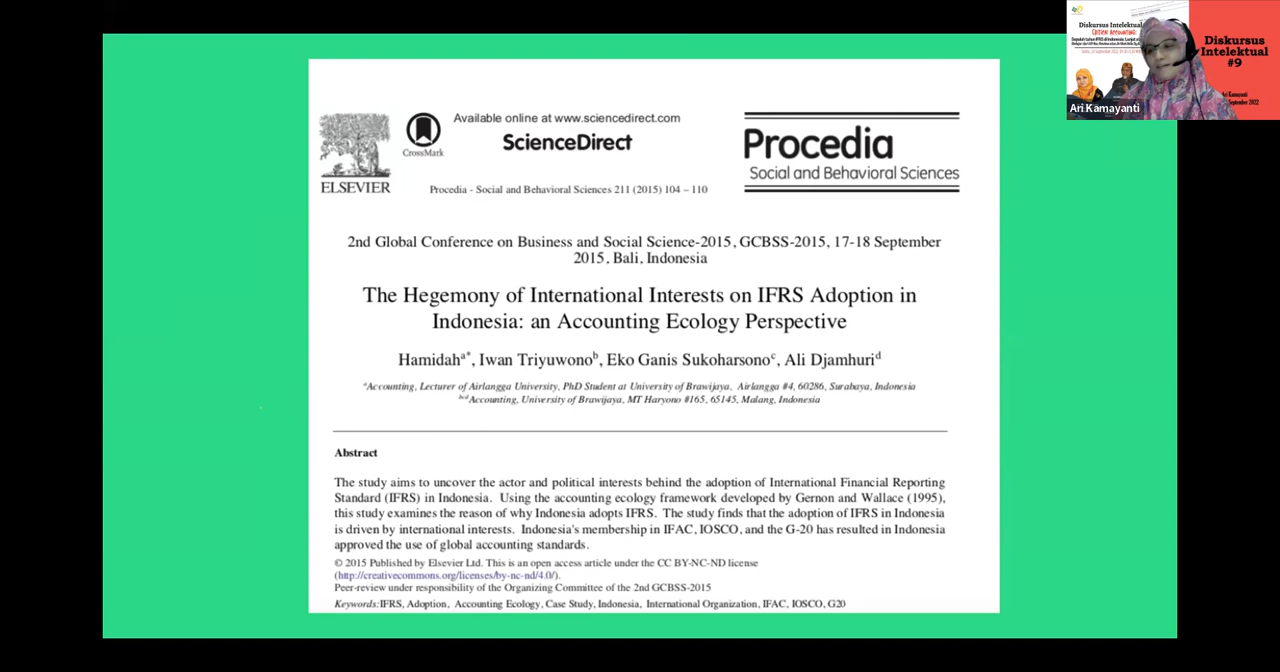 ELSEVIER
CrossMark
Available online at www.sciencedirect.com
ScienceDirect
Procedia - Social and Behavioral Sciences 211 (2015) 104 – 110
Procedia
Social and Behavioral Sciences
2nd Global Conference on Business and Social Science-2015, GCBSS-2015, 17-18 September
2015, Bali, Indonesia
The Hegemony of International Interests on IFRS Adoption in
Indonesia: an Accounting Ecology Perspective
Hamidahᵃ*, Iwan Triyuwonoᵇ, Eko Ganis Sukoharsonoᶜ, Ali Djamhuriᵈ
ᵃAccounting, Lecturer of Airlangga University, PhD Student at University of Brawijaya, Airlangga #4, 60286, Surabaya, Indonesia
ᵇᶜᵈAccounting, University of Brawijaya, MT Haryono #165, 65145, Malang, Indonesia
Abstract
The study aims to uncover the actor and political interests behind the adoption of International Financial Reporting
Standard (IFRS) in Indonesia. Using the accounting ecology framework developed by Gernon and Wallace (1995),
this study examines the reason of why Indonesia adopts IFRS. The study finds that the adoption of IFRS in Indonesia
is driven by international interests. Indonesia's membership in IFAC, IOSCO, and the G-20 has resulted in Indonesia
approved the use of global accounting standards.
© 2015 Published by Elsevier Ltd. This is an open access article under the CC BY-NC-ND license
(http://creativecommons.org/licenses/by-nc-nd/4.0/).
Peer-review under responsibility of the Organizing Committee of the 2nd GCBSS-2015
Keywords:IFRS, Adoption, Accounting Ecology, Case Study, Indonesia, International Organization, IFAC, IOSCO, G20
Diskursus Intelektual
Diskursus
Intelektual
#9
Ari Kamayanti
September 2022
Ari Kamayanti